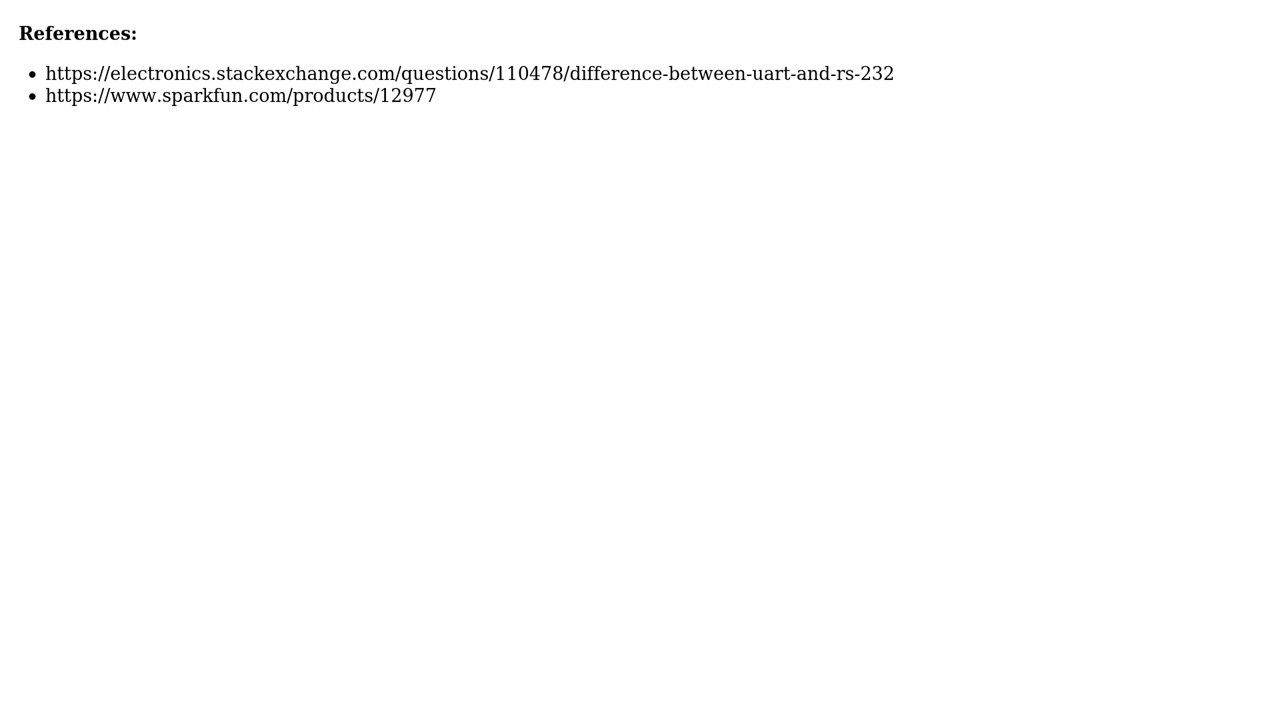 References:
https://electronics.stackexchange.com/questions/110478/difference-between-uart-and-rs-232
https://www.sparkfun.com/products/12977